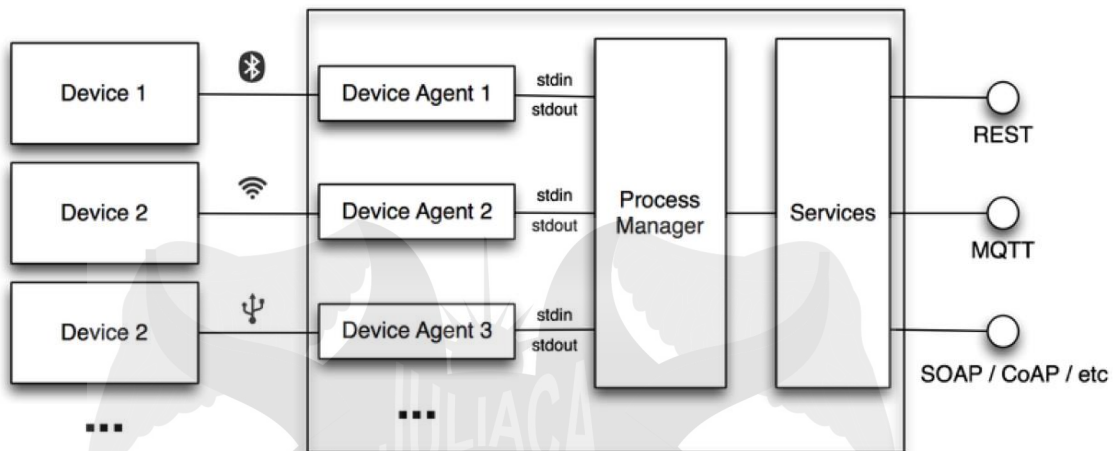 Device 1
Device Agent 1
stdin
stdout
REST
Device 2
Device Agent 2
stdin
stdout
Process
Manager
Services
MQTT
Device 2
Device Agent 3
stdin
stdout
SOAP / CoAP / etc
...
...
JULIACA